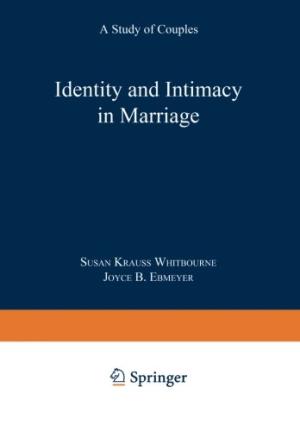 A Study of Couples
Identity and Intimacy
in Marriage
SUSAN KRAUSS WHITBOURNE
JOYCE B. EBMEYER
Springer